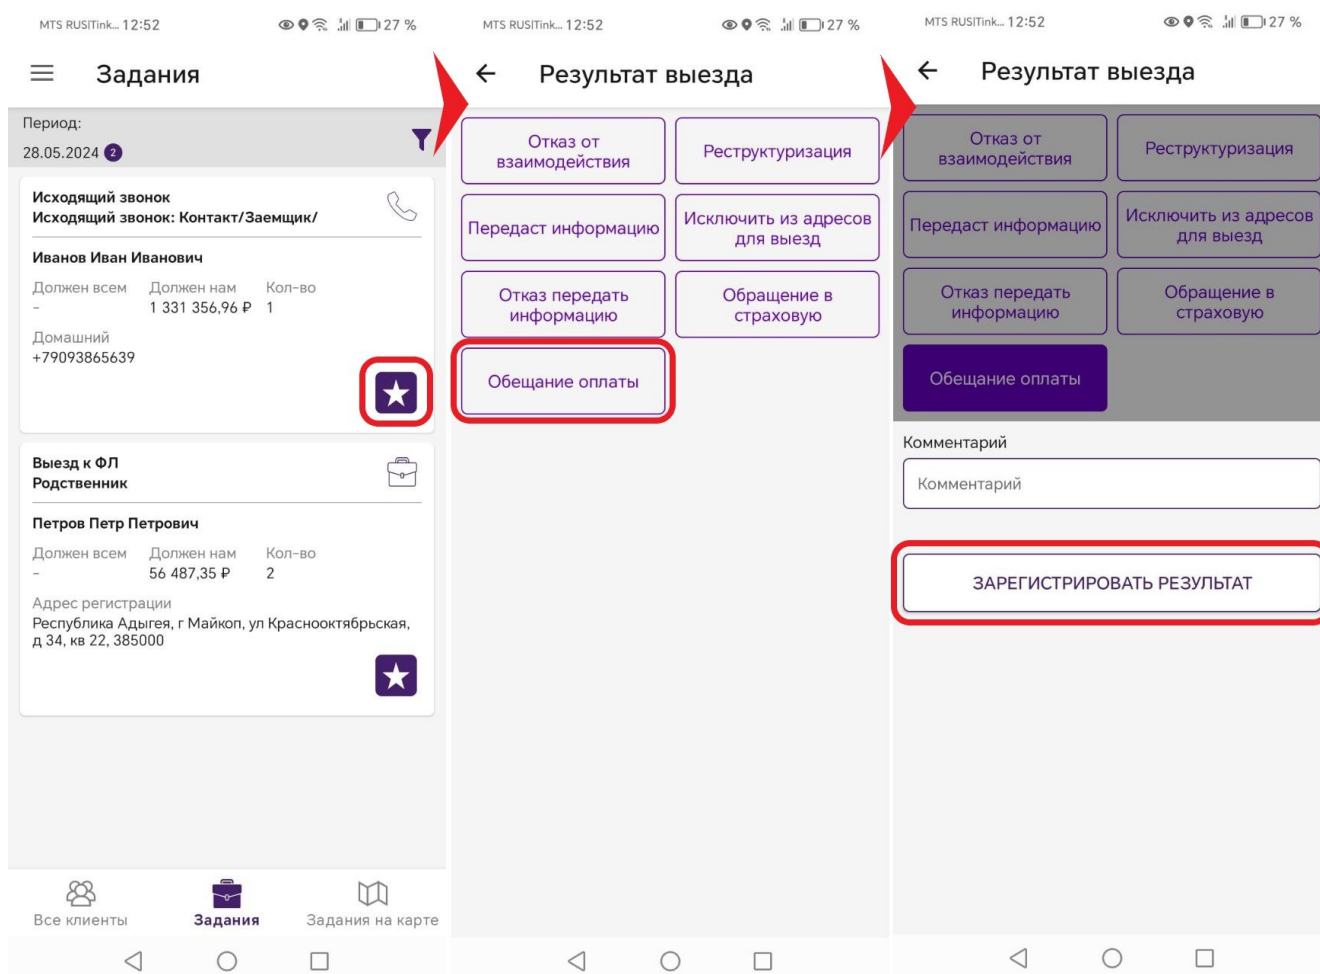 MTS RUS|Tink... 12:52
27 %
Задания
Период:
28.05.2024 2
Исходящий звонок
Исходящий звонок: Контакт/Заемщик/
Иванов Иван Иванович
Должен всем Должен нам Кол-во
- 1 331 356,96 ₽ 1
Домашний
+79093865639
Выезд к ФЛ
Родственник
Петров Петр Петрович
Должен всем Должен нам Кол-во
- 56 487,35 ₽ 2
Адрес регистрации
Республика Адыгея, г Майкоп, ул Краснооктябрьская,
д 34, кв 22, 385000
Все клиенты Задания Задания на карте
MTS RUS|Tink... 12:52
27 %
Результат выезда
Отказ от
взаимодействия
Реструктуризация
Передаст информацию
Исключить из адресов
для выезд
Отказ передать
информацию
Обращение в
страховую
Обещание оплаты
MTS RUS|Tink... 12:52
27 %
Результат выезда
Отказ от
взаимодействия
Реструктуризация
Передаст информацию
Исключить из адресов
для выезд
Отказ передать
информацию
Обращение в
страховую
Обещание оплаты
Комментарий
Комментарий
ЗАРЕГИСТРИРОВАТЬ РЕЗУЛЬТАТ